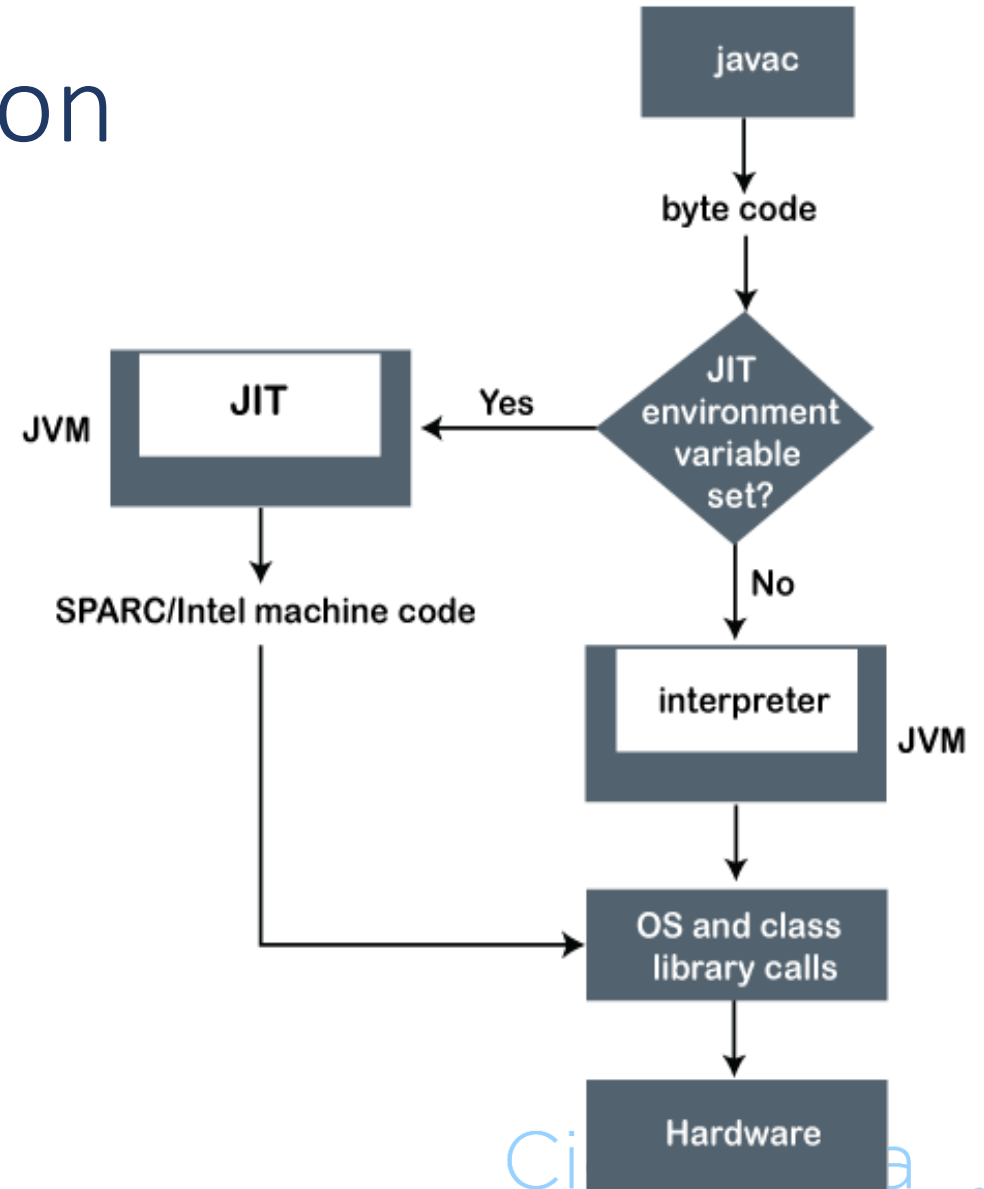 on
javac
byte code
JIT
environment
variable
set?
Yes
JIT
JVM
No
SPARC/Intel machine code
interpreter
JVM
OS and class
library calls
Hardware